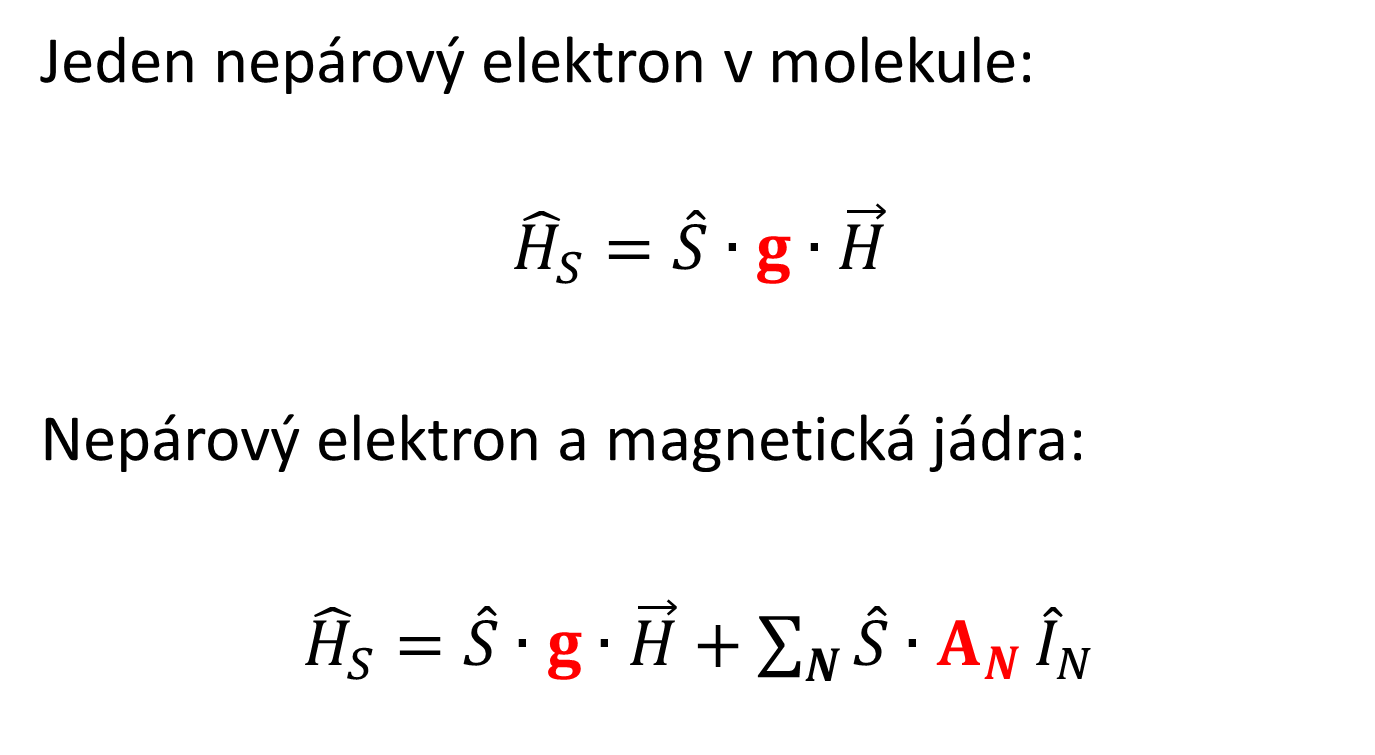 Jeden nepárový elektron v molekule:
Ĥ_S = Ŝ · g · H⃗
Nepárový elektron a magnetická jádra:
Ĥ_S = Ŝ · g · H⃗ + ∑_N Ŝ · A_N Î_N